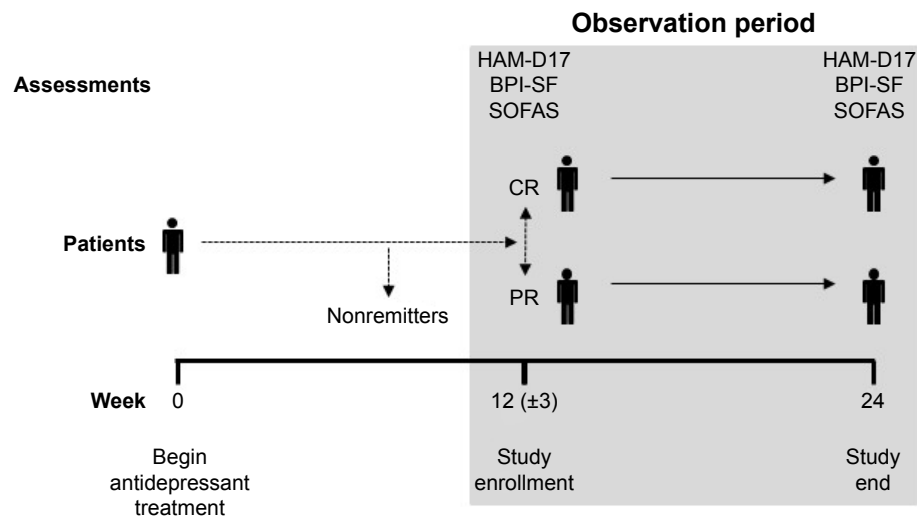 Observation period
Assessments
HAM-D17
BPI-SF
SOFAS
HAM-D17
BPI-SF
SOFAS
CR
Patients
PR
Nonremitters
Week
0
12 (±3)
24
Begin
antidepressant
treatment
Study
enrollment
Study
end